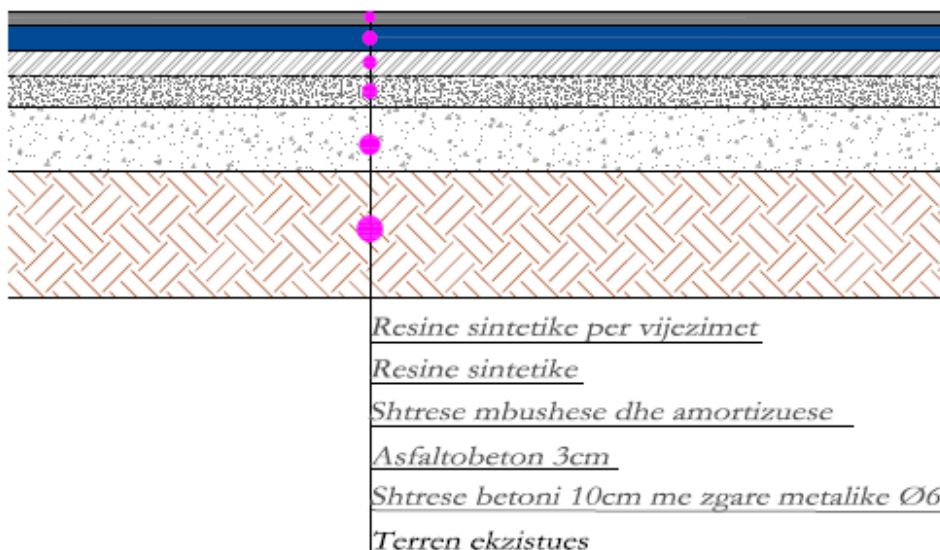 Resine sintetike per vijezimet
Resine sintetike
Shtrese mbushese dhe amortizuese
Asfaltobeton 3cm
Shtrese betoni 10cm me zgare metalike Ø6
Terren ekzistues